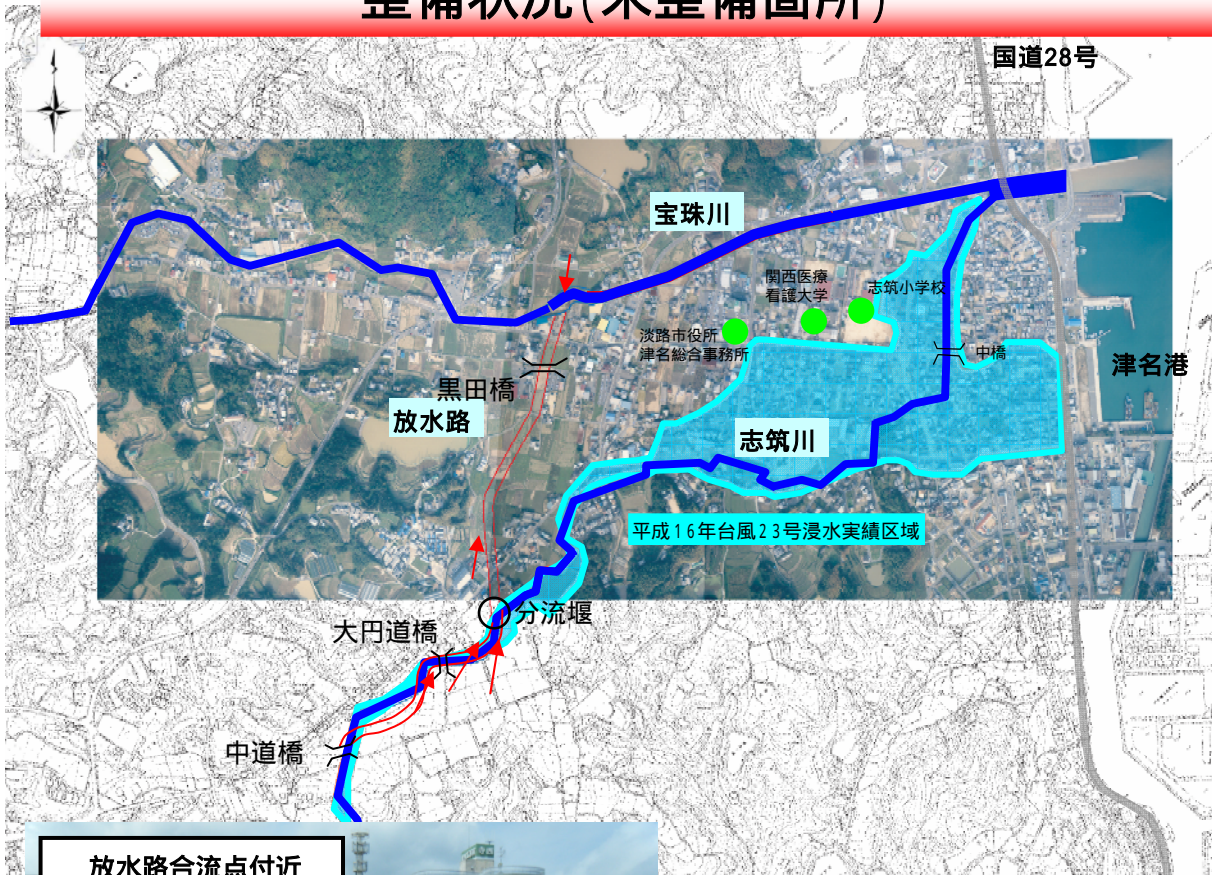 整備状況(未整備箇所)
国道28号
宝珠川
関西医療
看護大学
志筑小学校
淡路市役所
津名総合事務所
中橋
津名港
黒田橋
放水路
志筑川
平成16年台風23号浸水実績区域
分流堰
大円道橋
中道橋
放水路合流点付近